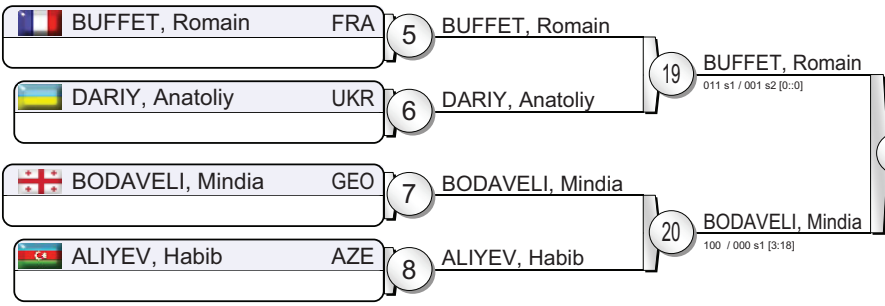 BUFFET, Romain FRA 5 BUFFET, Romain
19 BUFFET, Romain
011 s1 / 001 s2 [0::0]
DARIY, Anatoliy UKR 6 DARIY, Anatoliy
BODAVELI, Mindia GEO 7 BODAVELI, Mindia
20 BODAVELI, Mindia
100 / 000 s1 [3:18]
ALIYEV, Habib AZE 8 ALIYEV, Habib